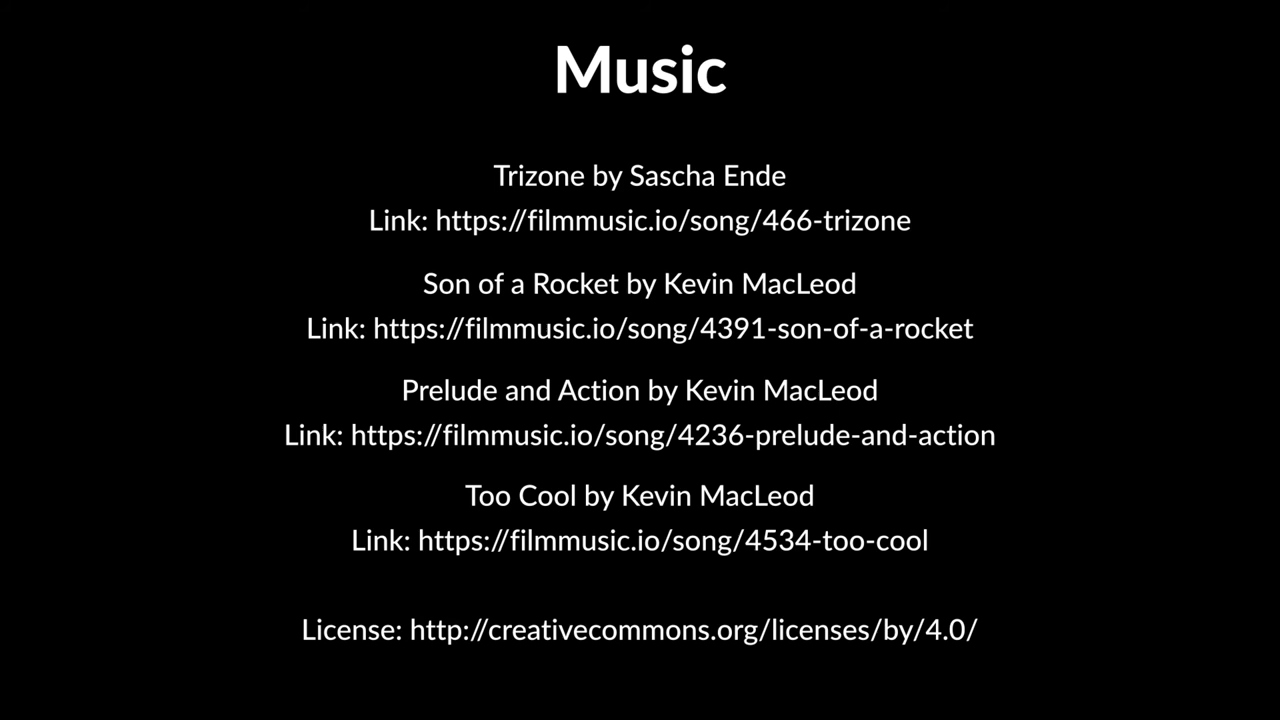 Music
Trizone by Sascha Ende
Link: https://filmmusic.io/song/466-trizone
Son of a Rocket by Kevin MacLeod
Link: https://filmmusic.io/song/4391-son-of-a-rocket
Prelude and Action by Kevin MacLeod
Link: https://filmmusic.io/song/4236-prelude-and-action
Too Cool by Kevin MacLeod
Link: https://filmmusic.io/song/4534-too-cool
License: http://creativecommons.org/licenses/by/4.0/